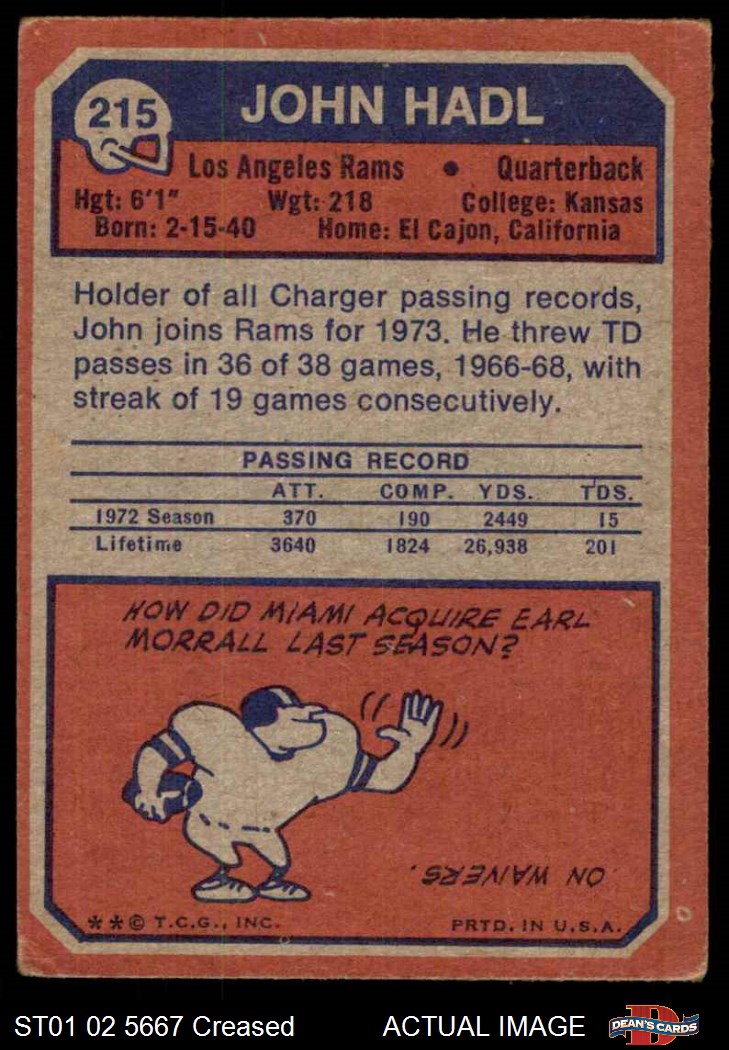 215
JOHN HADL
Los Angeles Rams • Quarterback
Hgt: 6'1" Wgt: 218 College: Kansas
Born: 2-15-40 Home: El Cajon, California
Holder of all Charger passing records,
John joins Rams for 1973. He threw TD
passes in 36 of 38 games, 1966-68, with
streak of 19 games consecutively.
PASSING RECORD
ATT. COMP. YDS. TDS.
1972 Season 370 190 2449 15
Lifetime 3640 1824 26,938 201
HOW DID MIAMI ACQUIRE EARL
MORRALL LAST SEASON?
ON WAIVERS.
**© T.C.G., INC. PRTD. IN U.S.A.
ST01 02 5667 Creased ACTUAL IMAGE
D
DEAN'S CARDS